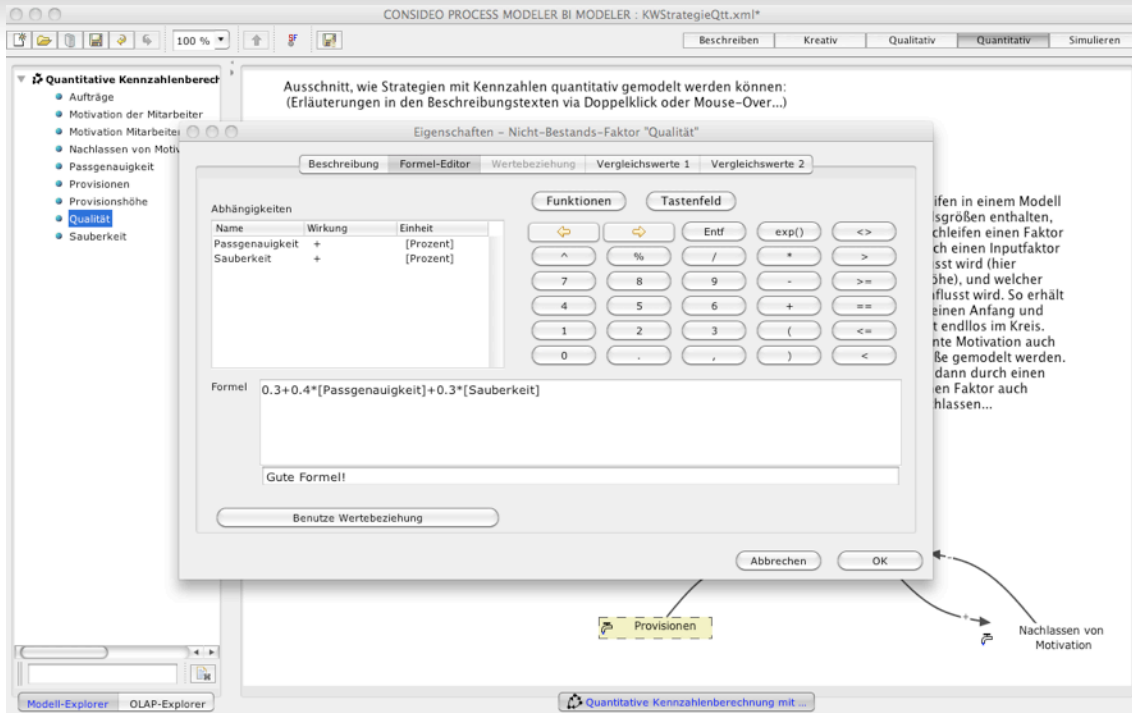 CONSIDEO PROCESS MODELER BI MODELER : KWStrategieQtt.xml*
100 %
Beschreiben Kreativ Qualitativ Quantitativ Simulieren
Quantitative Kennzahlenberech
Aufträge
Motivation der Mitarbeiter
Motivation Mitarbeiter
Nachlassen von Motiv
Passgenauigkeit
Provisionen
Provisionshöhe
Qualität
Sauberkeit
Ausschnitt, wie Strategien mit Kennzahlen quantitativ gemodelt werden können:
(Erläuterungen in den Beschreibungstexten via Doppelklick oder Mouse-Over...)
Eigenschaften – Nicht-Bestands-Faktor "Qualität"
Beschreibung Formel-Editor Wertebeziehung Vergleichswerte 1 Vergleichswerte 2
Abhängigkeiten
Name Wirkung Einheit
Passgenauigkeit + [Prozent]
Sauberkeit + [Prozent]
Funktionen Tastenfeld
Entf exp() <>
^ % / * >
7 8 9 - >=
4 5 6 + ==
1 2 3 ( <=
0 . , ) <
Formel
0.3+0.4*[Passgenauigkeit]+0.3*[Sauberkeit]
Gute Formel!
Benutze Wertebeziehung
Abbrechen OK
ifen in einem Modell
lsgrößen enthalten,
chleifen einen Faktor
ch einen Inputfaktor
sst wird (hier
öhe), und welcher
nflusst wird. So erhält
einen Anfang und
t endllos im Kreis.
nte Motivation auch
ße gemodelt werden.
dann durch einen
en Faktor auch
hlassen...
Provisionen
+
-
Nachlassen von
Motivation
Modell-Explorer OLAP-Explorer
Quantitative Kennzahlenberechnung mit ...